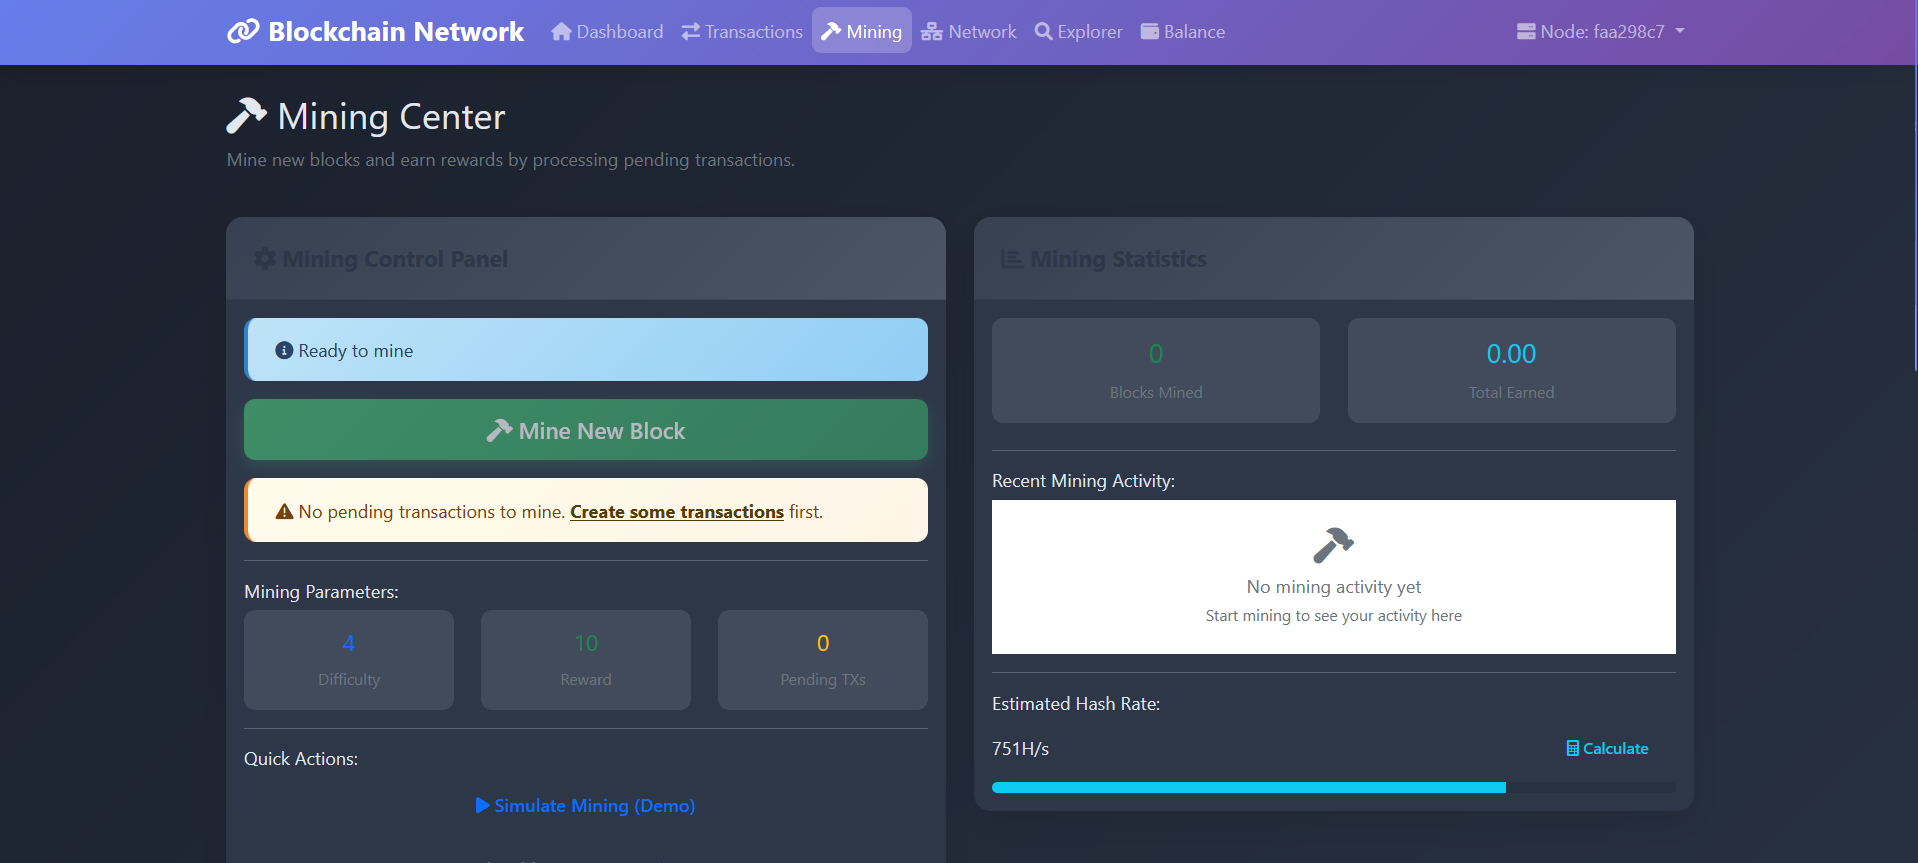 Blockchain Network
Dashboard
Transactions
Mining
Network
Explorer
Balance
Node: faa298c7
Mining Center
Mine new blocks and earn rewards by processing pending transactions.
Mining Control Panel
Ready to mine
Mine New Block
No pending transactions to mine. Create some transactions first.
Mining Parameters:
4
Difficulty
10
Reward
0
Pending TXs
Quick Actions:
Simulate Mining (Demo)
Mining Statistics
0
Blocks Mined
0.00
Total Earned
Recent Mining Activity:
No mining activity yet
Start mining to see your activity here
Estimated Hash Rate:
751H/s
Calculate